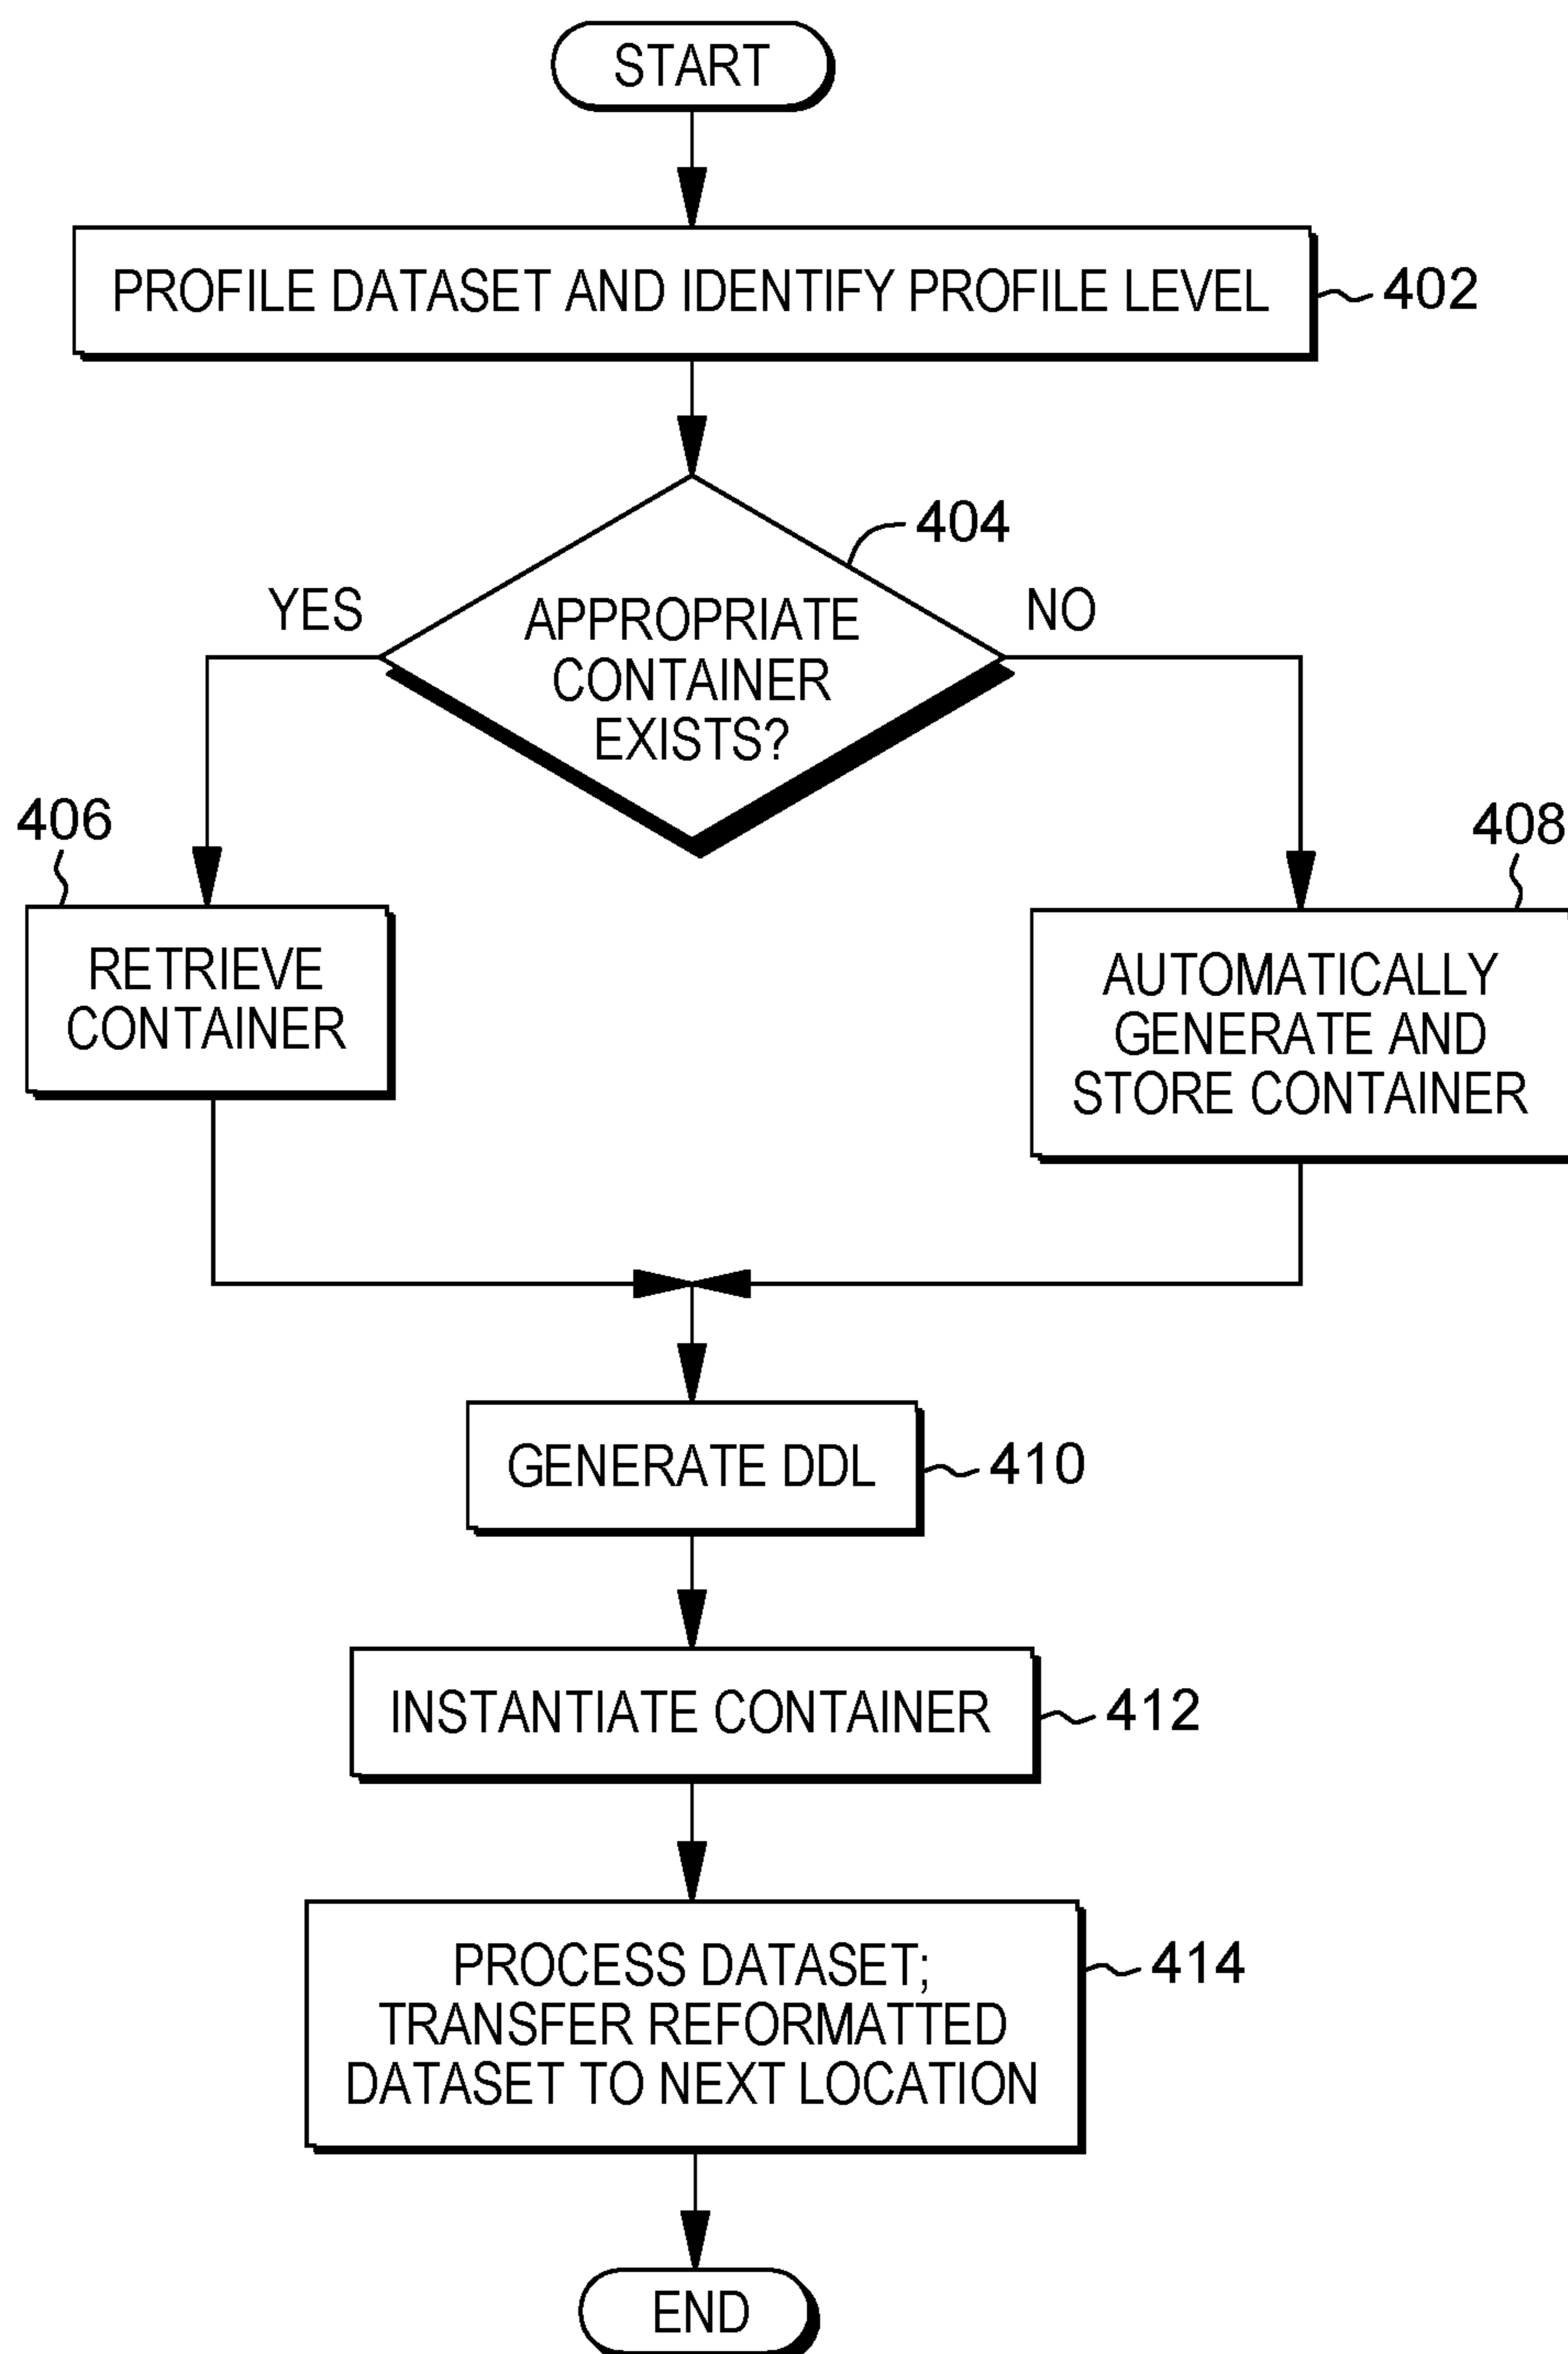 START
PROFILE DATASET AND IDENTIFY PROFILE LEVEL
402
404
YES
APPROPRIATE
CONTAINER
EXISTS?
NO
406
RETRIEVE
CONTAINER
408
AUTOMATICALLY
GENERATE AND
STORE CONTAINER
GENERATE DDL
410
INSTANTIATE CONTAINER
412
PROCESS DATASET;
TRANSFER REFORMATTED
DATASET TO NEXT LOCATION
414
END